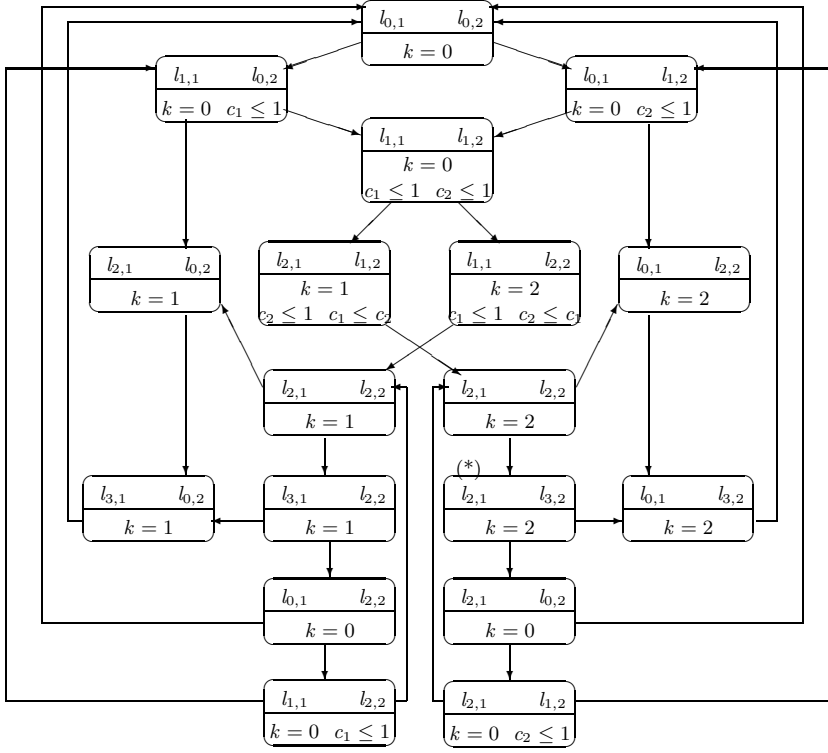 l₀,₁ l₀,₂
k = 0
l₁,₁ l₀,₂
k = 0 c₁ ≤ 1
l₀,₁ l₁,₂
k = 0 c₂ ≤ 1
l₁,₁ l₁,₂
k = 0
c₁ ≤ 1 c₂ ≤ 1
l₂,₁ l₀,₂
k = 1
l₂,₁ l₁,₂
k = 1
c₂ ≤ 1 c₁ ≤ c₂
l₁,₁ l₂,₂
k = 2
c₁ ≤ 1 c₂ ≤ c₁
l₀,₁ l₂,₂
k = 2
l₂,₁ l₂,₂
k = 1
l₂,₁ l₂,₂
k = 2
(*)
l₃,₁ l₀,₂
k = 1
l₃,₁ l₂,₂
k = 1
l₂,₁ l₃,₂
k = 2
l₀,₁ l₃,₂
k = 2
l₀,₁ l₂,₂
k = 0
l₂,₁ l₀,₂
k = 0
l₁,₁ l₂,₂
k = 0 c₁ ≤ 1
l₂,₁ l₁,₂
k = 0 c₂ ≤ 1